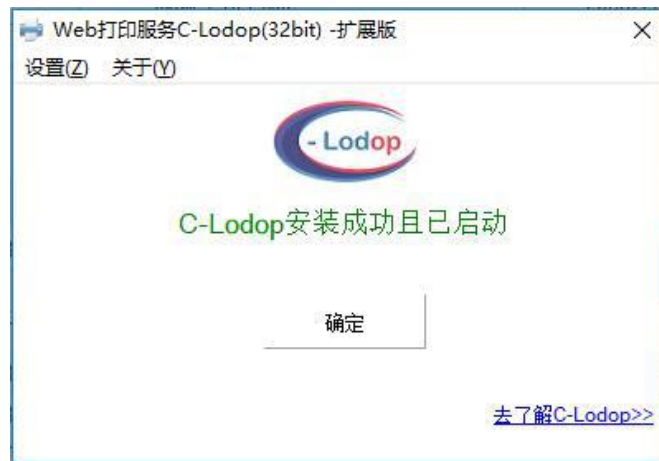 Web打印服务C-Lodop(32bit) -扩展版
设置(Z) 关于(Y)
- Lodop
C-Lodop安装成功且已启动
确定
去了解C-Lodop>>